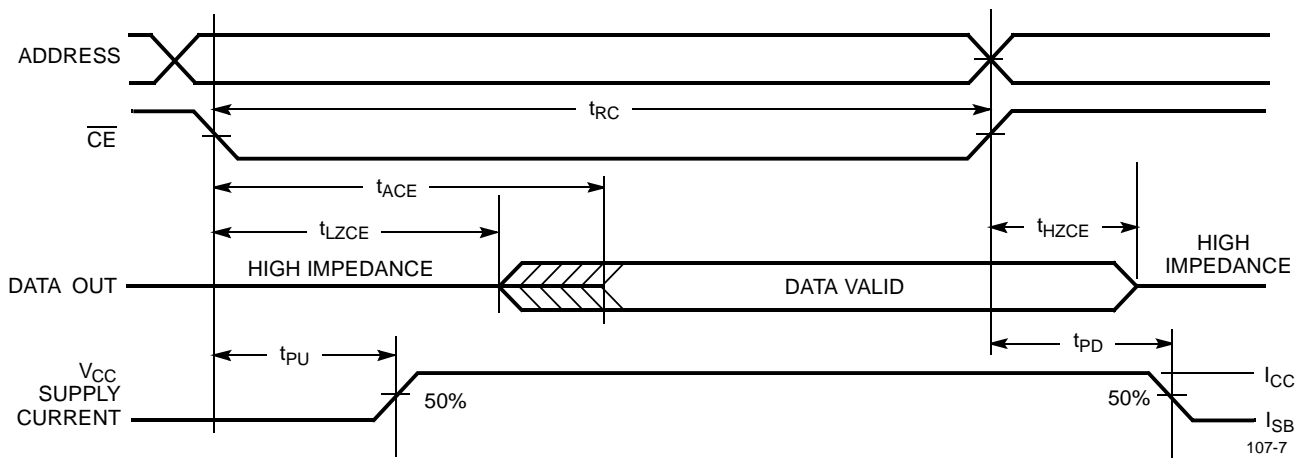 ADDRESS
tRC
CE
tACE
tLZCE
tHZCE
HIGH IMPEDANCE
HIGH
IMPEDANCE
DATA OUT
DATA VALID
tPU
tPD
VCC
SUPPLY
CURRENT
50%
50%
ICC
ISB
107-7